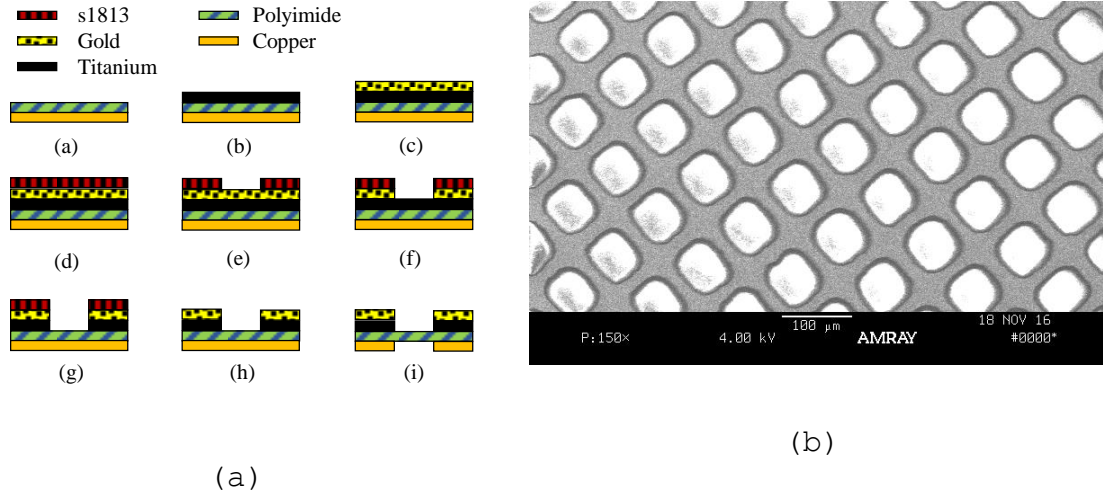 s1813
Polyimide
Gold
Copper
Titanium
(a)
(b)
(c)
(d)
(e)
(f)
(g)
(h)
(i)
(a)
100 μm
18 NOV 16
P:150×
4.00 kV
AMRAY
#0000*
(b)